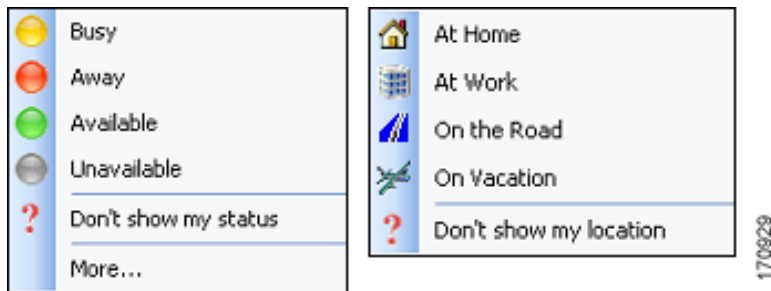 Busy
Away
Available
Unavailable
Don't show my status
More...
At Home
At Work
On the Road
On Vacation
Don't show my location
170929